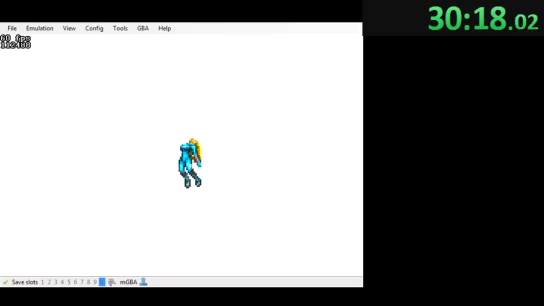 File Emulation View Config Tools GBA Help
60 fps
112400
30:18.02
Save slots 1 2 3 4 5 6 7 8 9 mGBA